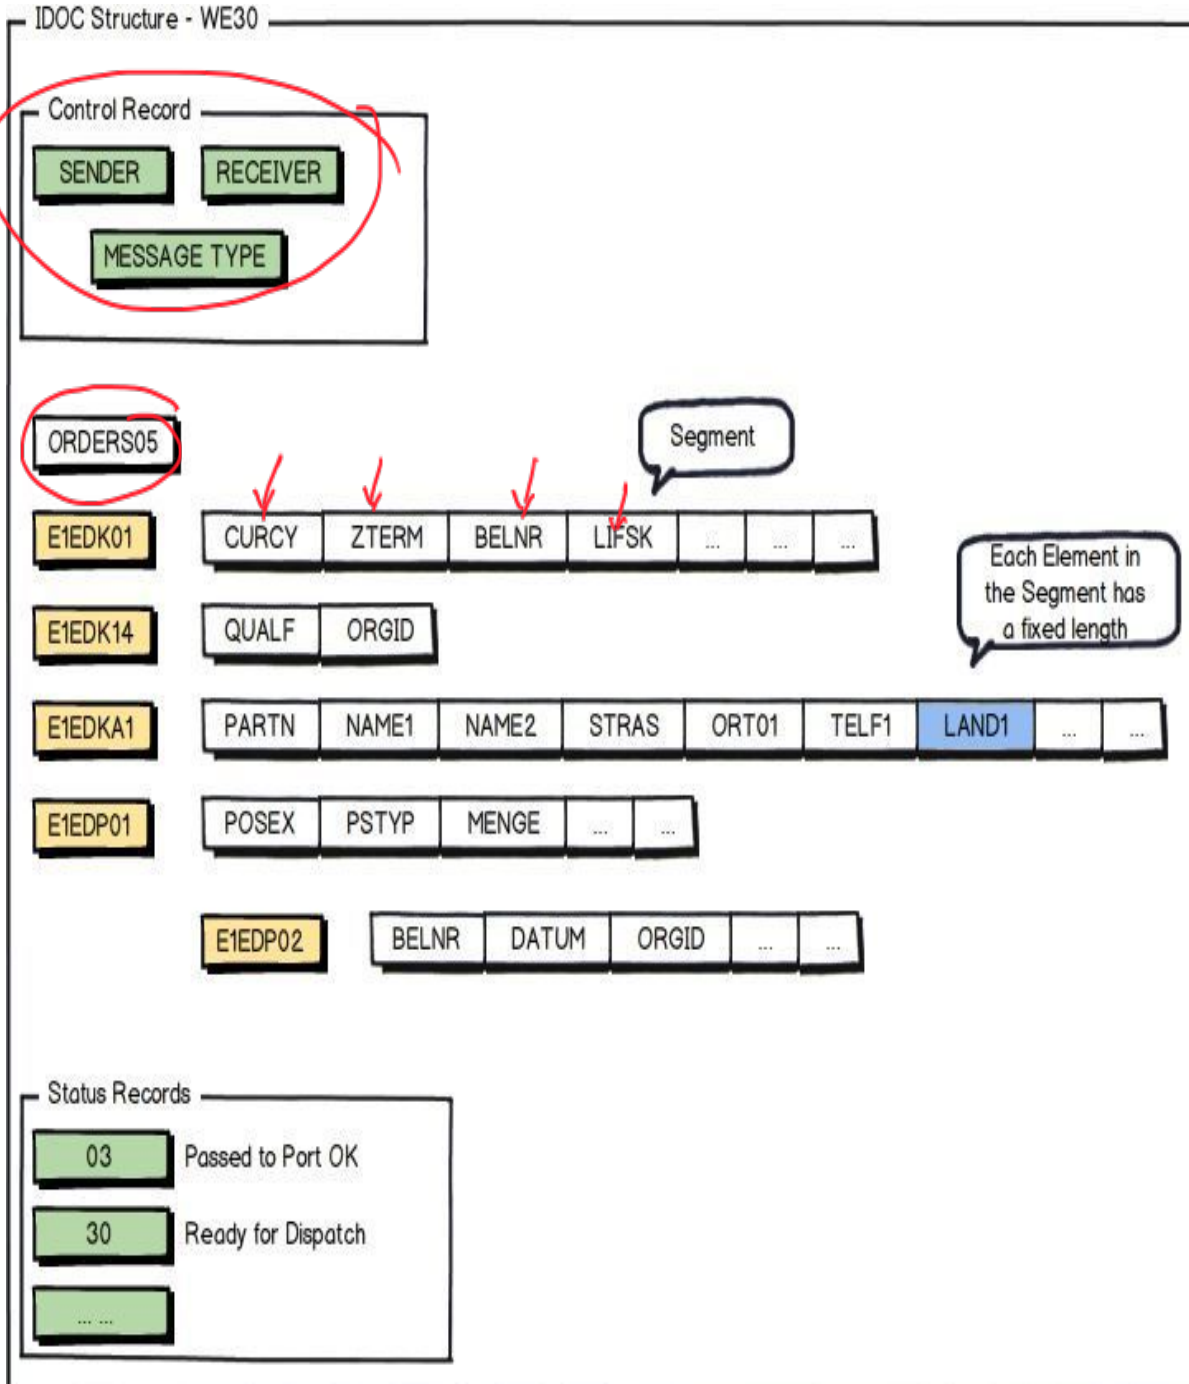 IDOC Structure - WE30
Control Record
SENDER RECEIVER
MESSAGE TYPE
ORDERS05
Segment
E1EDK01 CURCY ZTERM BELNR LIFSK ... ... ...
Each Element in
the Segment has
a fixed length
E1EDK14 QUALF ORGID
E1EDKA1 PARTN NAME1 NAME2 STRAS ORT01 TELF1 LAND1 ... ...
E1EDP01 POSEX PSTYP MENGE ... ...
E1EDP02 BELNR DATUM ORGID ... ...
Status Records
03 Passed to Port OK
30 Ready for Dispatch
... ...